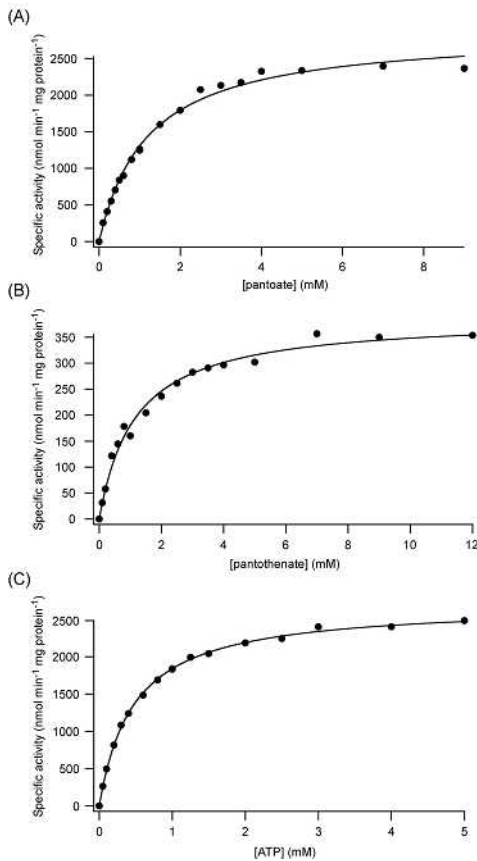 (A)
2500
2000
1500
1000
500
0
Specific activity (nmol min⁻¹ mg protein⁻¹)
0 2 4 6 8
[pantoate] (mM)
(B)
350
300
250
200
150
100
50
0
Specific activity (nmol min⁻¹ mg protein⁻¹)
0 2 4 6 8 10 12
[pantothenate] (mM)
(C)
2500
2000
1500
1000
500
0
Specific activity (nmol min⁻¹ mg protein⁻¹)
0 1 2 3 4 5
[ATP] (mM)